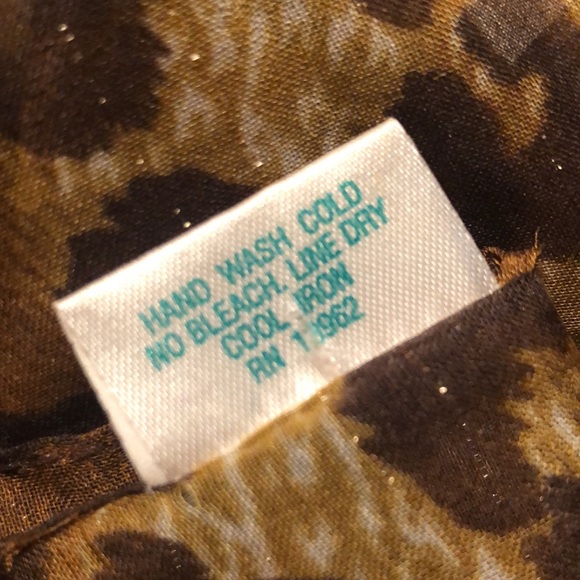 HAND WASH COLD
NO BLEACH. LINE DRY
COOL IRON
RN